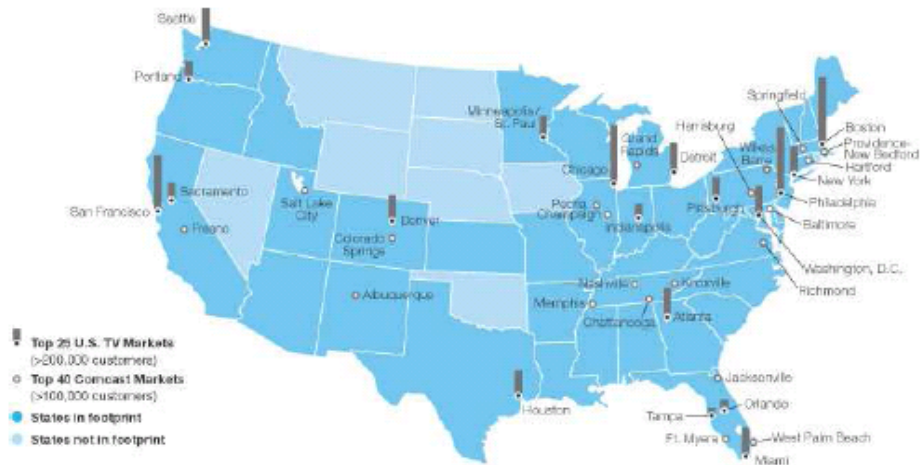 Seattle
Portland
Sacramento
San Francisco
Fresno
Salt Lake
City
Denver
Colorado
Springs
Albuquerque
Minneapolis/
St. Paul
Chicago
Grand
Rapids
Detroit
Peoria
Champaign
Indianapolis
Nashville
Memphis
Chattanooga
Knoxville
Atlanta
Houston
Harrisburg
Springfield
Wilkes
Barre
Pittsburgh
Boston
Providence-
New Bedford
Hartford
New York
Philadelphia
Baltimore
Washington, D.C.
Richmond
Jacksonville
Orlando
Tampa
Ft. Myers
West Palm Beach
Miami
Top 25 U.S. TV Markets
(>200,000 customers)
Top 40 Comcast Markets
(>100,000 customers)
States in footprint
States not in footprint